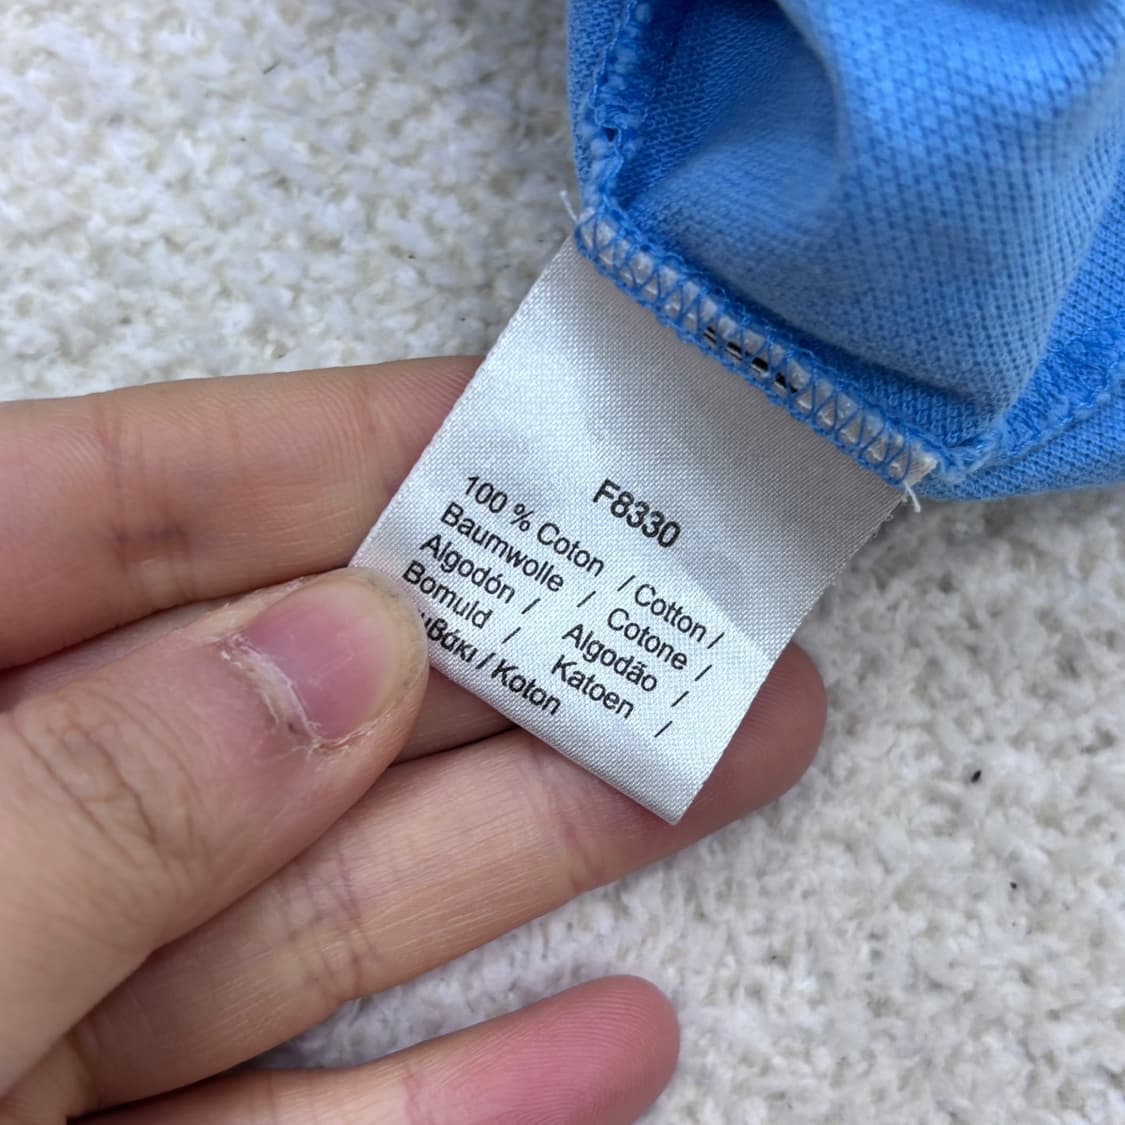 F8330
100 % Coton / Cotton /
Baumwolle / Cotone /
Algodón / Algodão /
Bomuld / Katoen /
/ Koton